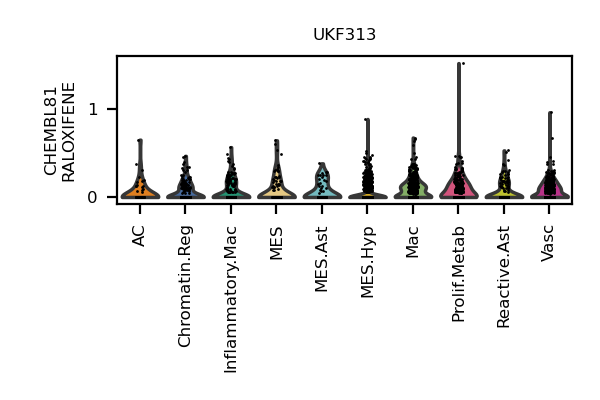 UKF313
CHEMBL81
RALOXIFENE
1
0
AC
Chromatin.Reg
Inflammatory.Mac
MES
MES.Ast
MES.Hyp
Mac
Prolif.Metab
Reactive.Ast
Vasc